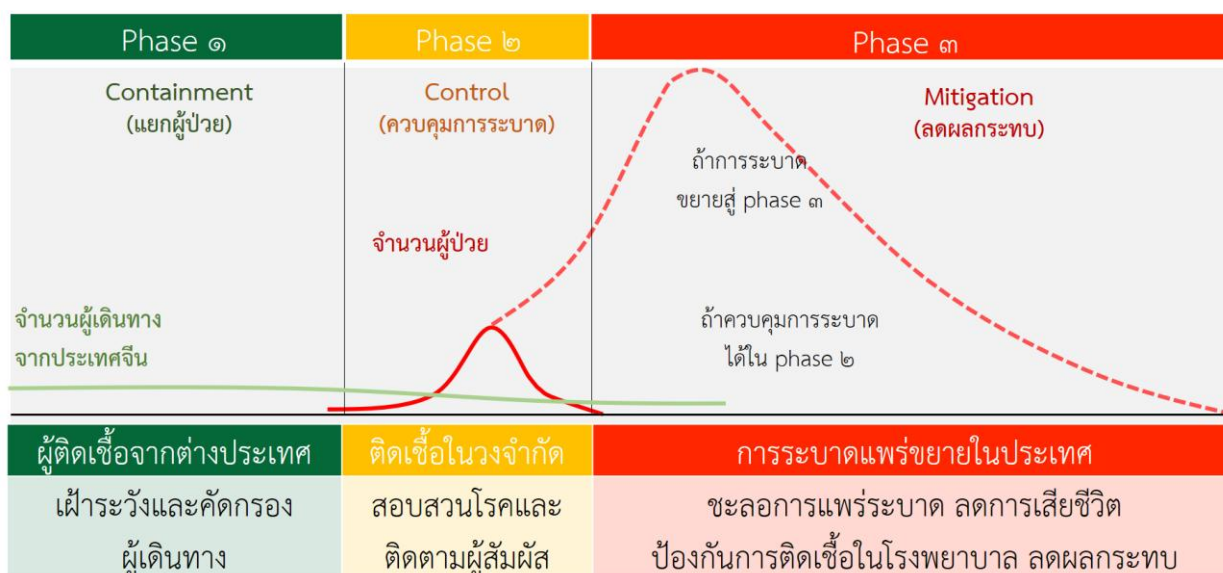 Phase ๑
Phase ๒
Phase ๓
Containment
(แยกผู้ป่วย)
Control
(ควบคุมการระบาด)
Mitigation
(ลดผลกระทบ)
ถ้าการระบาด
ขยายสู่ phase ๓
จำนวนผู้ป่วย
จำนวนผู้เดินทาง
จากประเทศจีน
ถ้าควบคุมการระบาด
ได้ใน phase ๒
ผู้ติดเชื้อจากต่างประเทศ
ติดเชื้อในวงจำกัด
การระบาดแพร่ขยายในประเทศ
เฝ้าระวังและคัดกรอง
ผู้เดินทาง
สอบสวนโรคและ
ติดตามผู้สัมผัส
ชะลอการแพร่ระบาด ลดการเสียชีวิต
ป้องกันการติดเชื้อในโรงพยาบาล ลดผลกระทบ